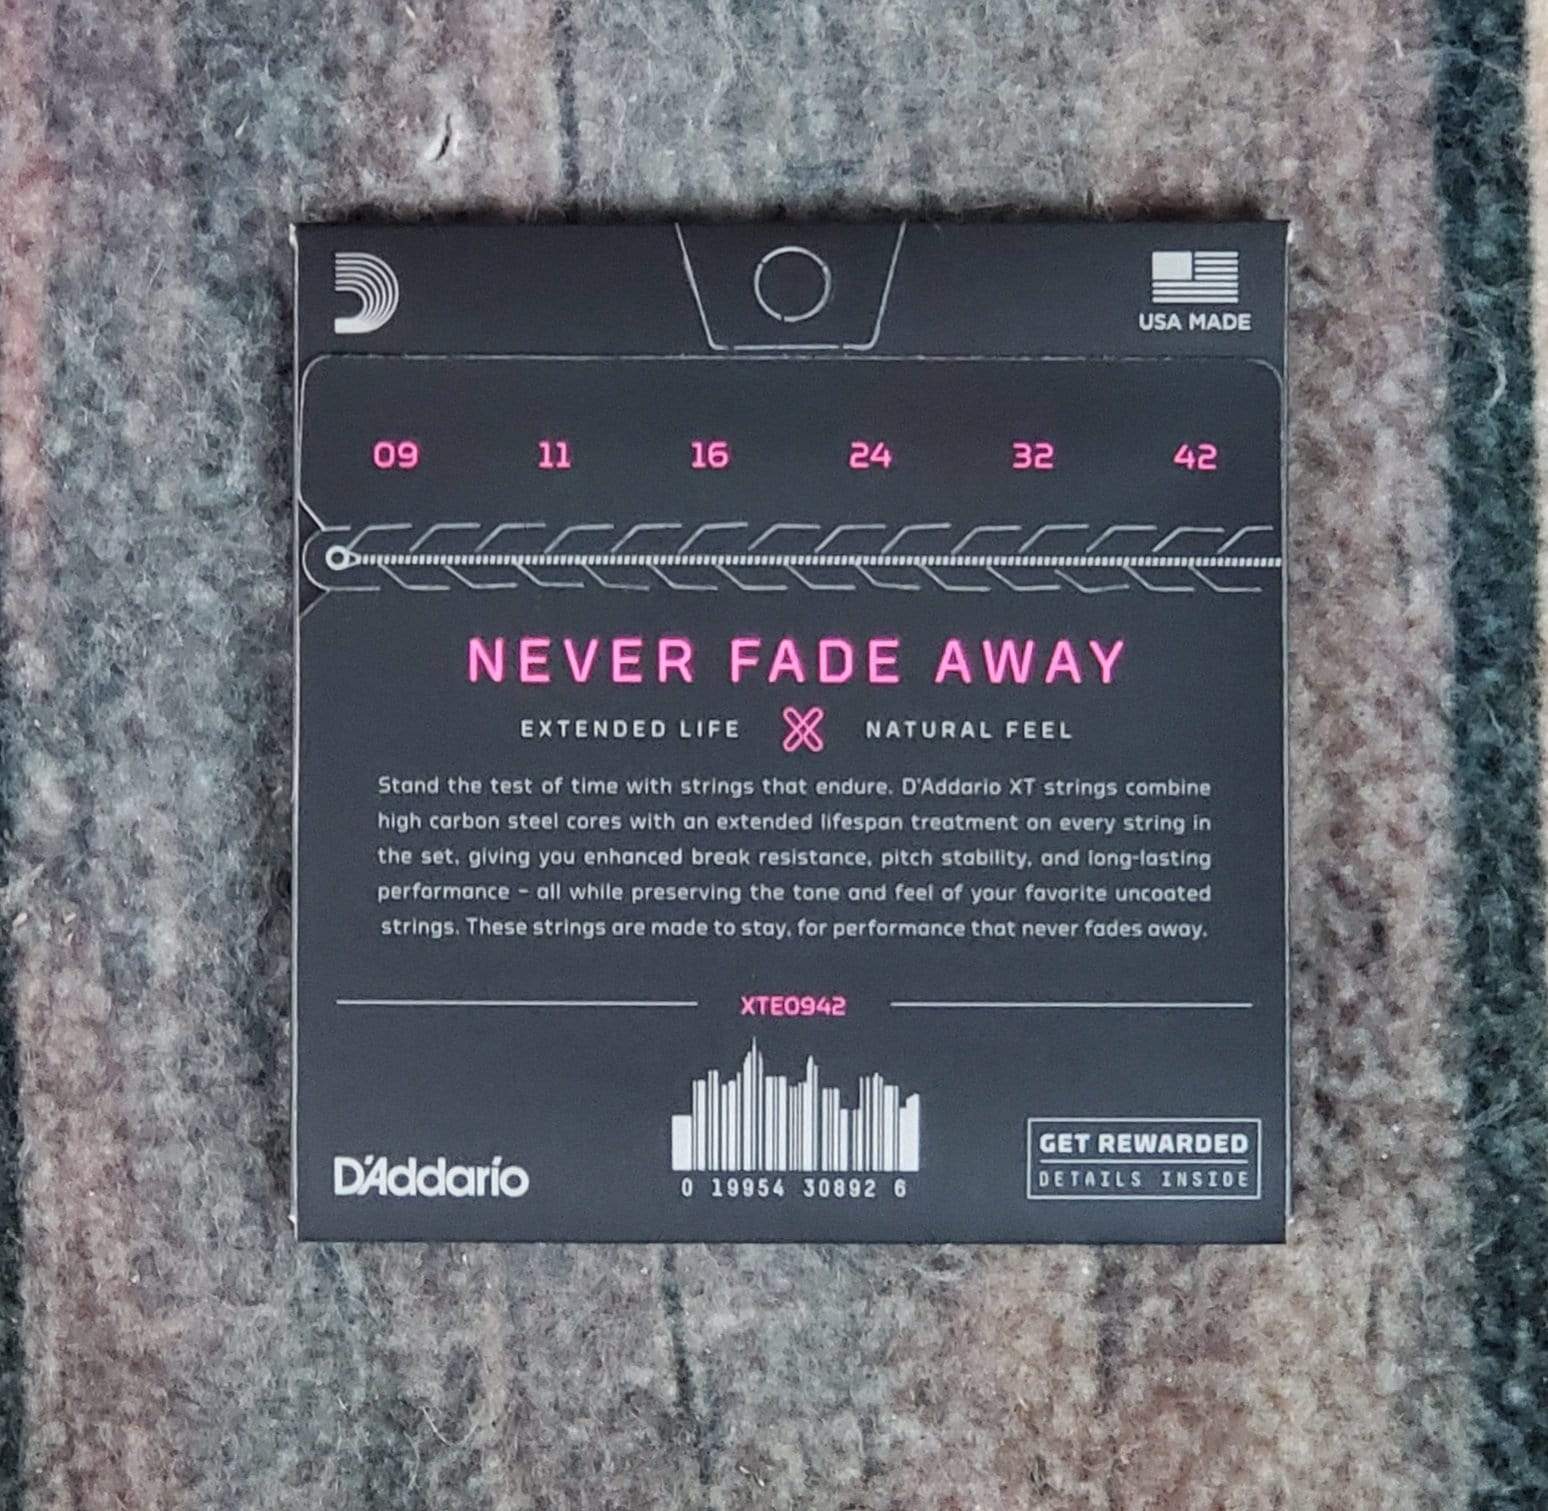 USA MADE
09 11 16 24 32 42
NEVER FADE AWAY
EXTENDED LIFE NATURAL FEEL
Stand the test of time with strings that endure. D'Addario XT strings combine
high carbon steel cores with an extended lifespan treatment on every string in
the set, giving you enhanced break resistance, pitch stability, and long-lasting
performance – all while preserving the tone and feel of your favorite uncoated
strings. These strings are made to stay, for performance that never fades away.
XTE0942
D'Addario
0 19954 30892 6
GET REWARDED
DETAILS INSIDE